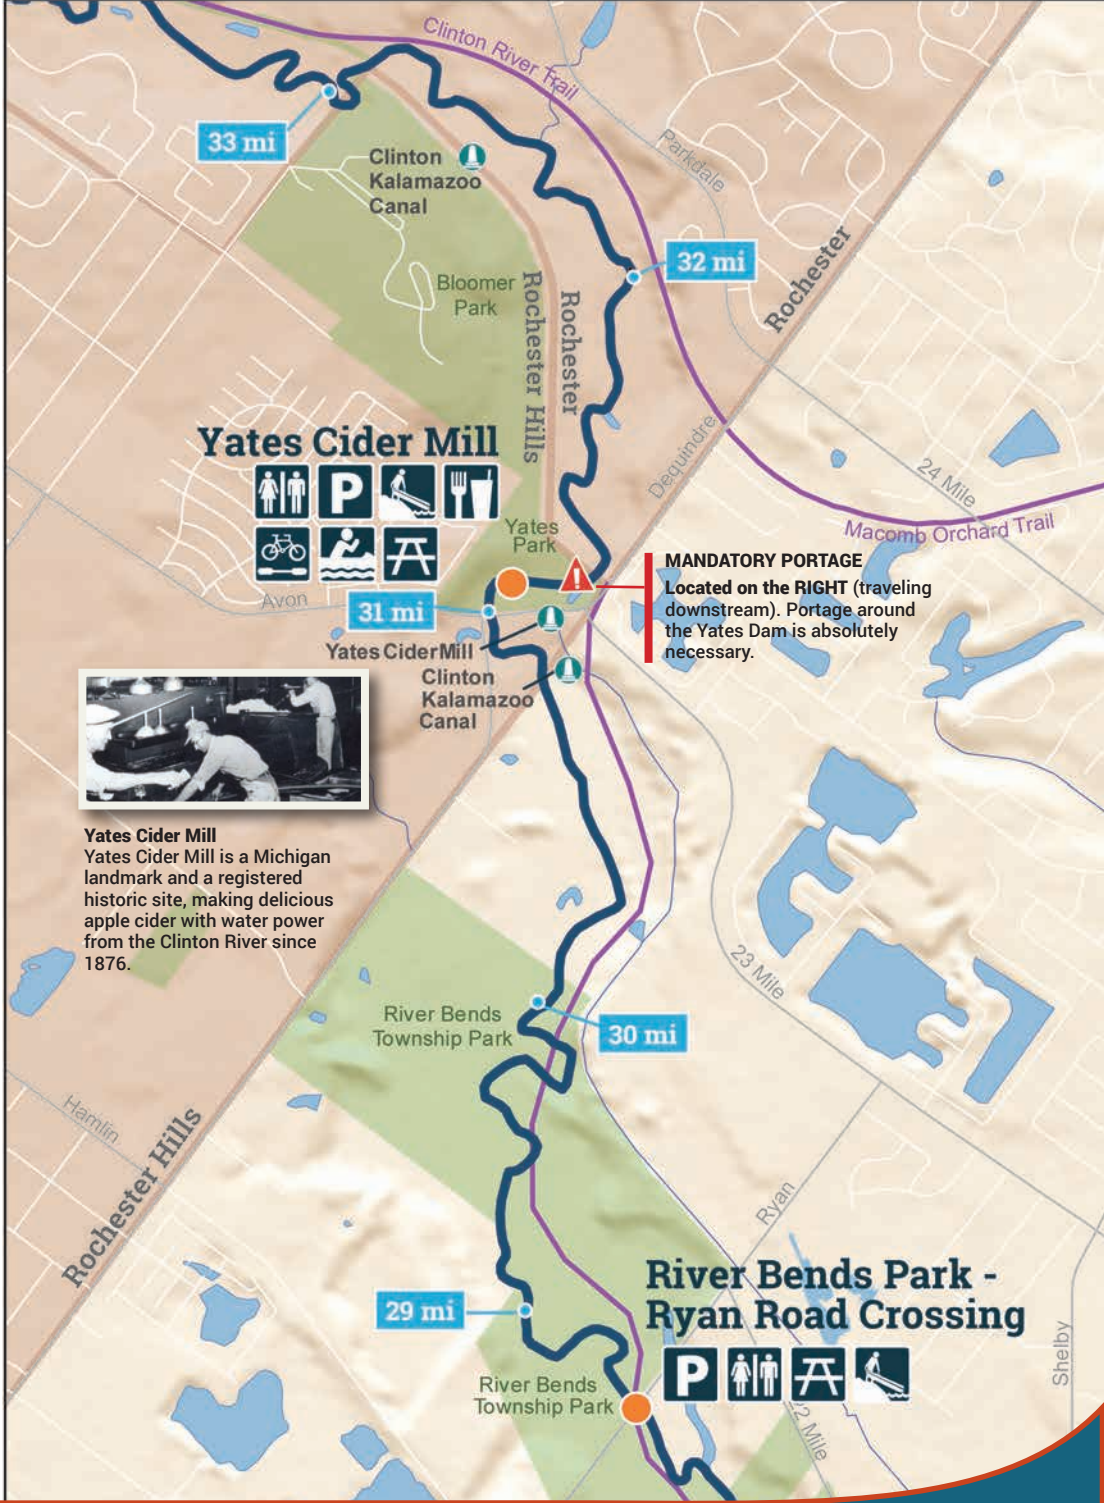 Clinton River Trail
33 mi
Clinton
Kalamazoo
Canal
Parkdale
32 mi
Rochester
Bloomer
Park
Rochester Hills
Rochester
Yates Cider Mill
P
Dequindre
24 Mile
Macomb Orchard Trail
Yates
Park
MANDATORY PORTAGE
Located on the RIGHT (traveling
downstream). Portage around
the Yates Dam is absolutely
necessary.
Avon
31 mi
Yates Cider Mill
Clinton
Kalamazoo
Canal
Yates Cider Mill
Yates Cider Mill is a Michigan
landmark and a registered
historic site, making delicious
apple cider with water power
from the Clinton River since
1876.
23 Mile
River Bends
Township Park
30 mi
Hamlin
Rochester Hills
Ryan
River Bends Park -
Ryan Road Crossing
29 mi
P
Shelby
River Bends
Township Park
22 Mile